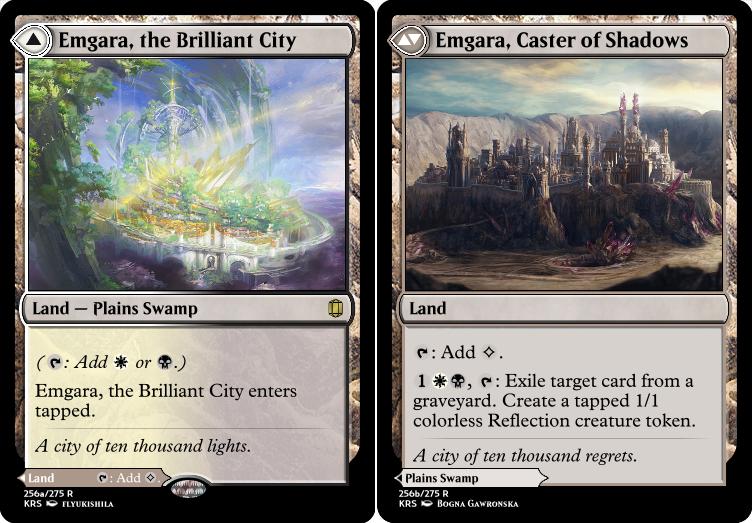 Emgara, the Brilliant City
Land — Plains Swamp
( : Add or .)
Emgara, the Brilliant City enters
tapped.
A city of ten thousand lights.
Land : Add .
256a/275 R
KRS FLYUKISHILA
Emgara, Caster of Shadows
Land
: Add .
1 , : Exile target card from a
graveyard. Create a tapped 1/1
colorless Reflection creature token.
A city of ten thousand regrets.
Plains Swamp
256b/275 R
KRS BOGNA GAWRONSKA